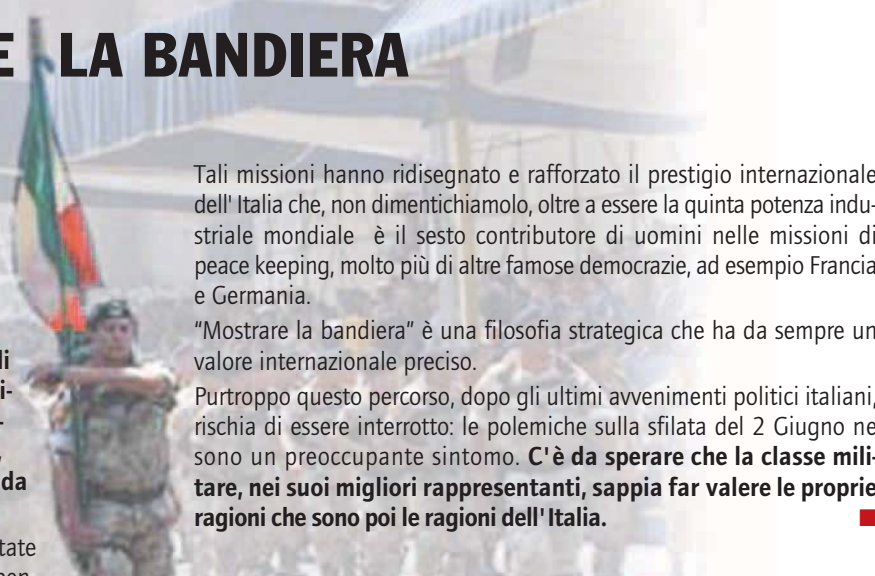 E LA BANDIERA
li
i-
-
,
da
tate
Tali missioni hanno ridisegnato e rafforzato il prestigio internazionale
dell' Italia che, non dimentichiamolo, oltre a essere la quinta potenza indu-
striale mondiale è il sesto contributore di uomini nelle missioni di
peace keeping, molto più di altre famose democrazie, ad esempio Francia
e Germania.
“Mostrare la bandiera” è una filosofia strategica che ha da sempre un
valore internazionale preciso.
Purtroppo questo percorso, dopo gli ultimi avvenimenti politici italiani,
rischia di essere interrotto: le polemiche sulla sfilata del 2 Giugno ne
sono un preoccupante sintomo. C'è da sperare che la classe mili-
tare, nei suoi migliori rappresentanti, sappia far valere le proprie
ragioni che sono poi le ragioni dell'Italia.